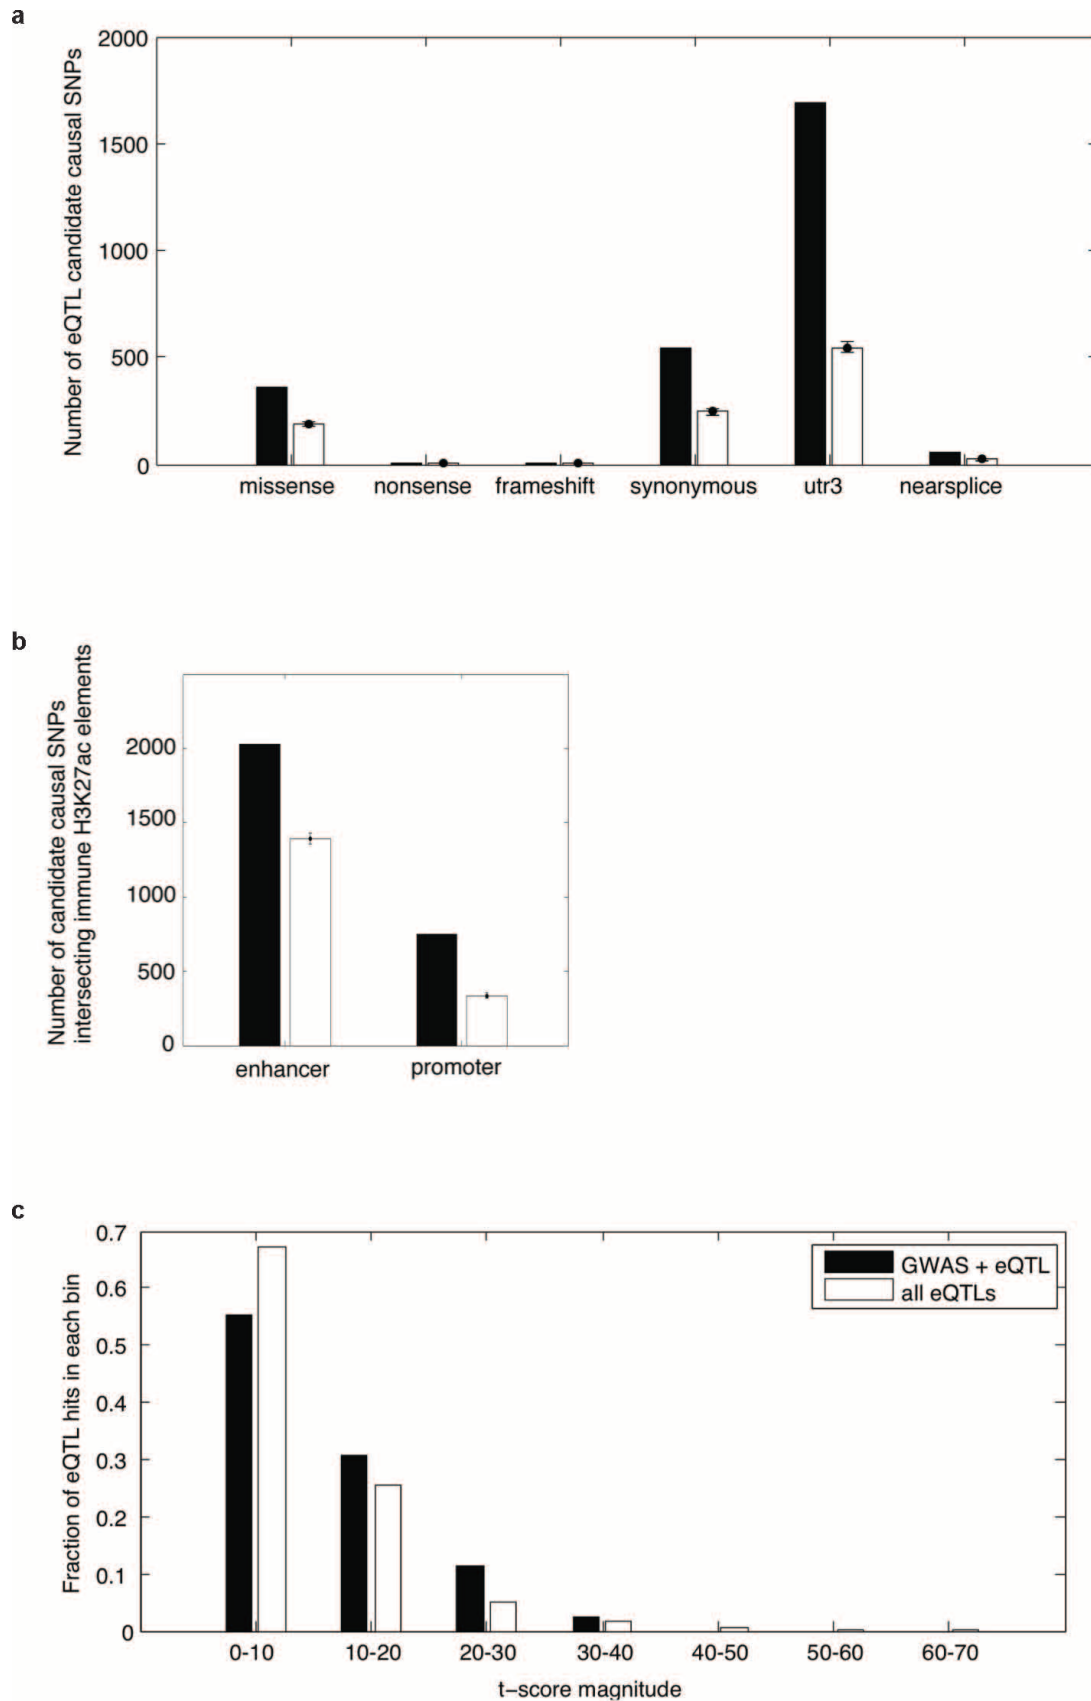 a
Number of eQTL candidate causal SNPs
2000
1500
1000
500
0
missense nonsense frameshift synonymous utr3 nearsplice
b
Number of candidate causal SNPs
intersecting immune H3K27ac elements
2000
1500
1000
500
0
enhancer promoter
c
Fraction of eQTL hits in each bin
0.7
0.6
0.5
0.4
0.3
0.2
0.1
0
GWAS + eQTL
all eQTLs
0-10 10-20 20-30 30-40 40-50 50-60 60-70
t−score magnitude